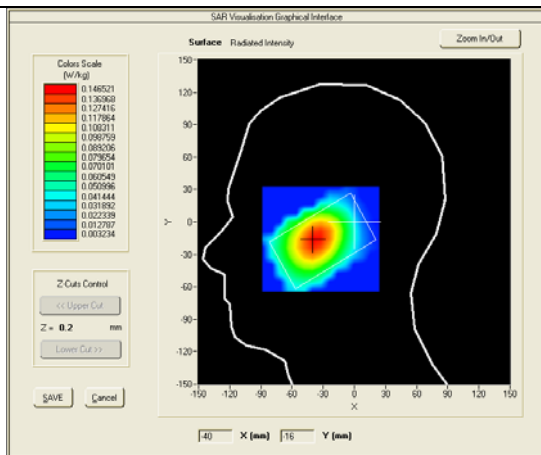 SAR Visualisation Graphical Interface
Surface Radiated Intensity
Zoom In/Out
Colors Scale
(W/kg)
0.146521
0.136968
0.127416
0.117864
0.108311
0.098759
0.089206
0.079654
0.070101
0.060549
0.050996
0.041444
0.031892
0.022339
0.012787
0.003234
150
120
90
60
30
0
-30
-60
-90
-120
-150
Y
-150 -120 -90 -60 -30 0 30 60 90 120 150
X
Z Cuts Control
<< Upper Cut
Z = 0.2 mm
Lower Cut >>
SAVE Cancel
-40 X (mm) -16 Y (mm)